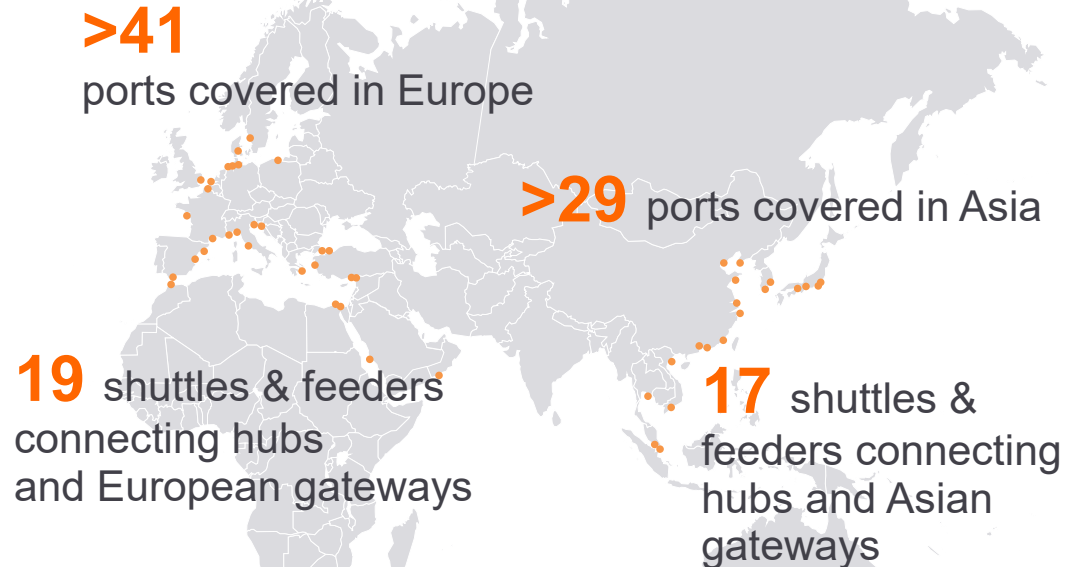 >41
ports covered in Europe
>29 ports covered in Asia
19 shuttles & feeders
connecting hubs
and European gateways
17 shuttles &
feeders connecting
hubs and Asian
gateways